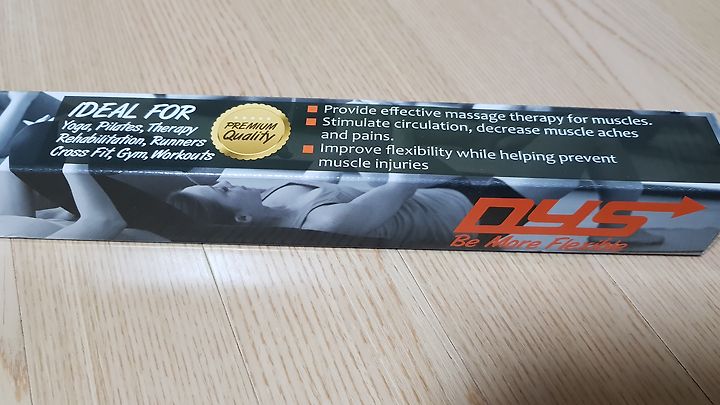 IDEAL FOR
Yoga, Pilates, Therapy
Rehabilitation, Runners
Cross Fit, Gym, Workouts
PREMIUM
Quality
Provide effective massage therapy for muscles.
Stimulate circulation, decrease muscle aches
and pains.
Improve flexibility while helping prevent
muscle injuries
DYS
Be More Flexible